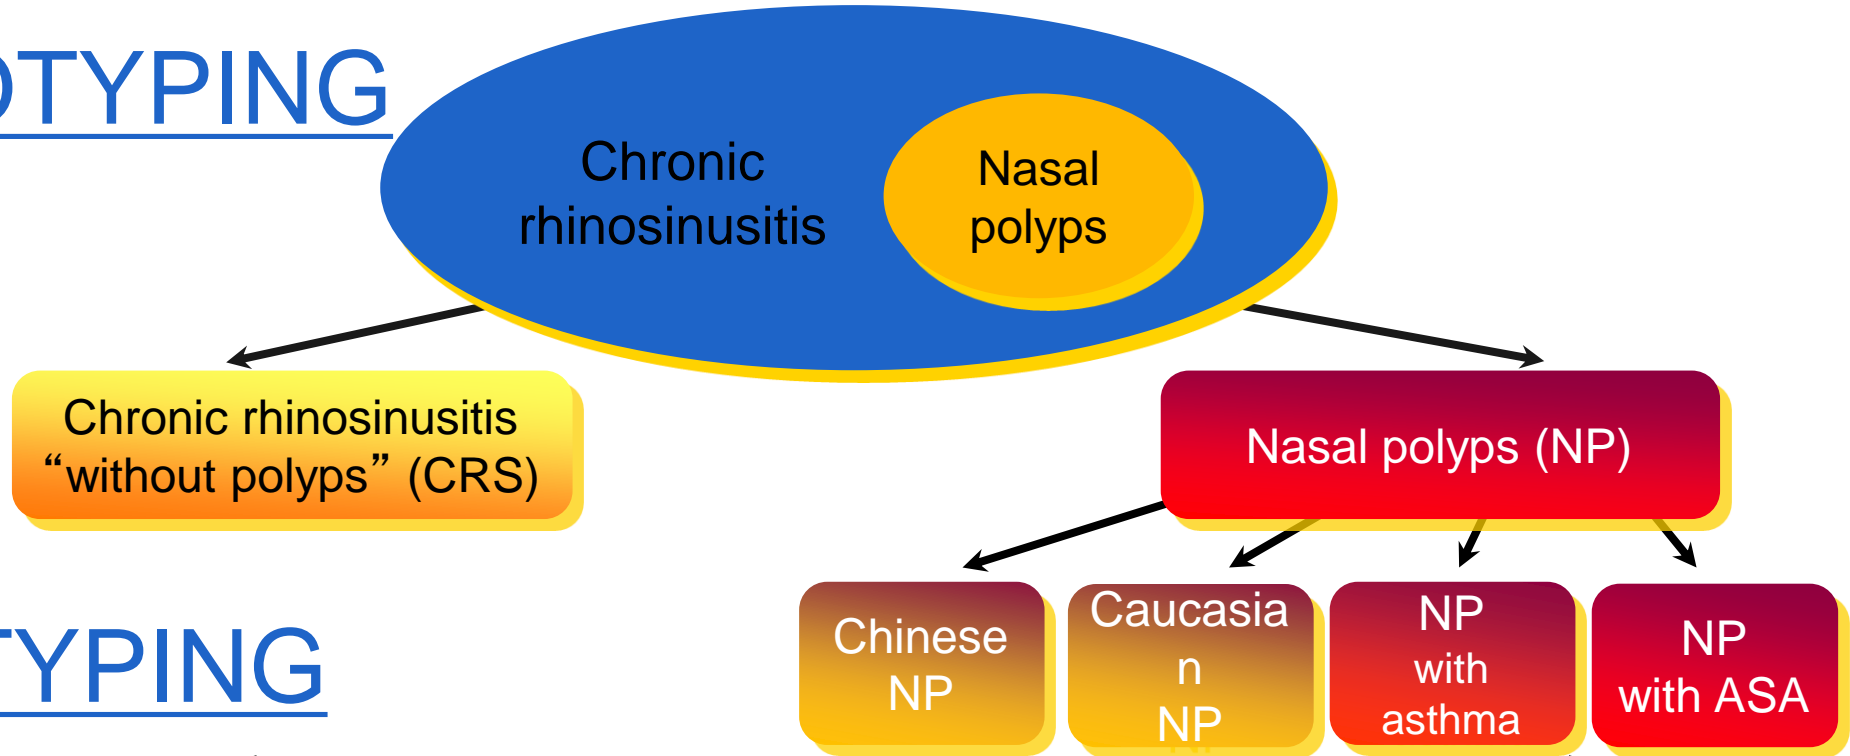 OTYPING
Chronic
rhinosinusitis
Nasal
polyps
Chronic rhinosinusitis
“without polyps” (CRS)
Nasal polyps (NP)
TYPING
Chinese
NP
Caucasia
n
NP
NP
with
asthma
NP
with ASA